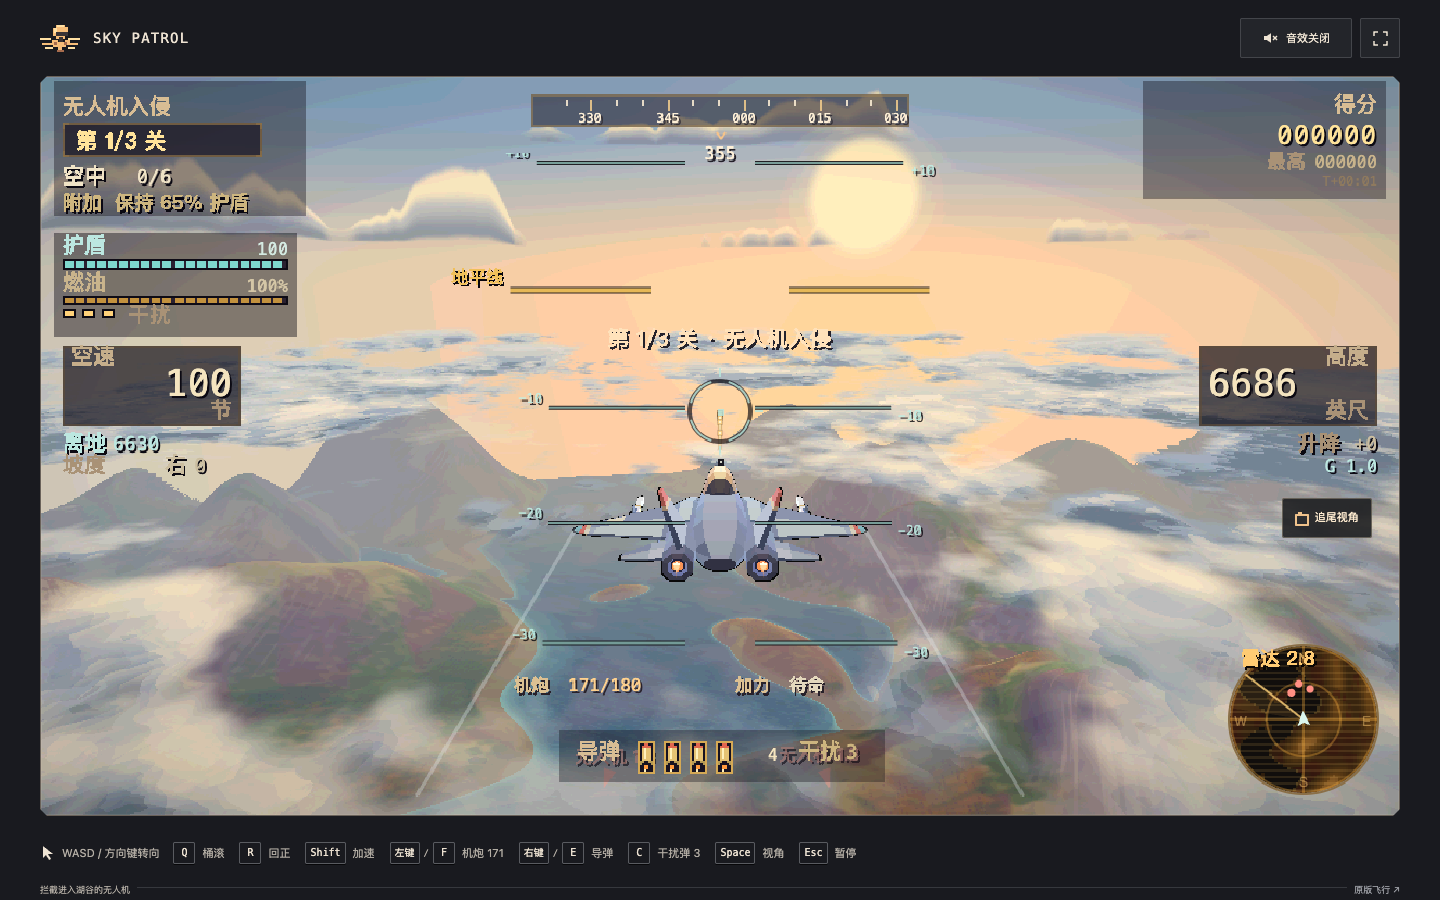 SKY PATROL
音效关闭
无人机入侵
第 1/3 关
空中 0/6
附加 保持 65% 护盾
护盾 100
燃油 100%
干扰
空速
100
节
离地 6630
坡度 右 0
330 345 000 015 030
355
+10 +10
地平线
第 1/3 关 · 无人机入侵
-10 -10
-20 -20
-30 -30
机炮 171/180 加力 待命
导弹 4 干扰 3
得分
000000
最高 000000
T+00:01
高度
6686
英尺
升降 +0
G 1.0
追尾视角
雷达 2.8
W E
S
WASD / 方向键转向 Q 桶滚 R 回正 Shift 加速 左键 / F 机炮 171 右键 / E 导弹 C 干扰弹 3 Space 视角 Esc 暂停
拦截进入湖谷的无人机
原版飞行 ↗